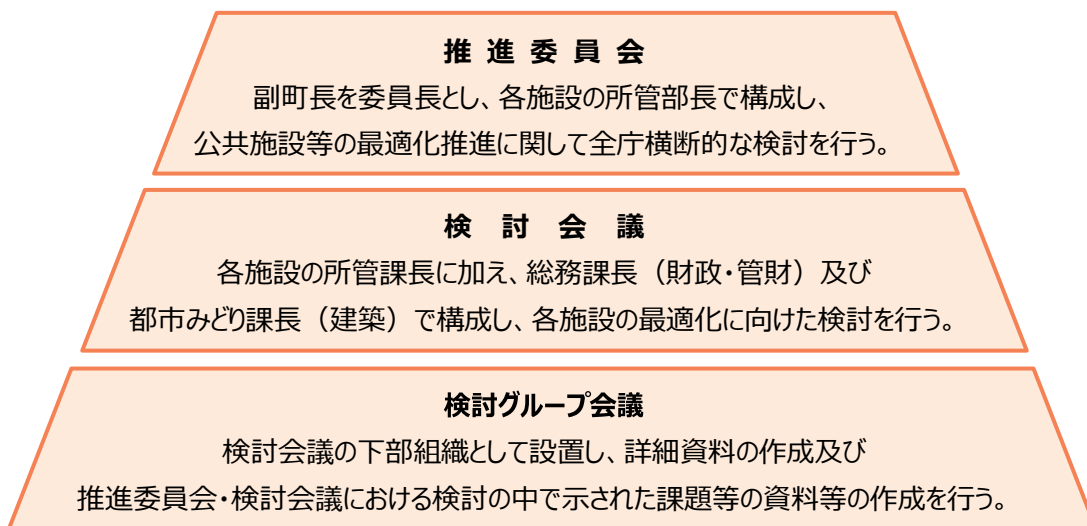 推進委員会
副町長を委員長とし、各施設の所管部長で構成し、
公共施設等の最適化推進に関して全庁横断的な検討を行う。
検討会議
各施設の所管課長に加え、総務課長（財政・管財）及び
都市みどり課長（建築）で構成し、各施設の最適化に向けた検討を行う。
検討グループ会議
検討会議の下部組織として設置し、詳細資料の作成及び
推進委員会・検討会議における検討の中で示された課題等の資料等の作成を行う。